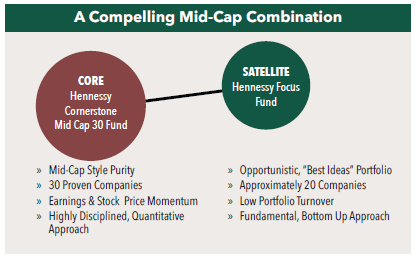 A Compelling Mid-Cap Combination
CORE
Hennessy
Cornerstone
Mid Cap 30 Fund
SATELLITE
Hennessy Focus
Fund
» Mid-Cap Style Purity
» 30 Proven Companies
» Earnings & Stock Price Momentum
» Highly Disciplined, Quantitative
Approach
» Opportunistic, “Best Ideas” Portfolio
» Approximately 20 Companies
» Low Portfolio Turnover
» Fundamental, Bottom Up Approach